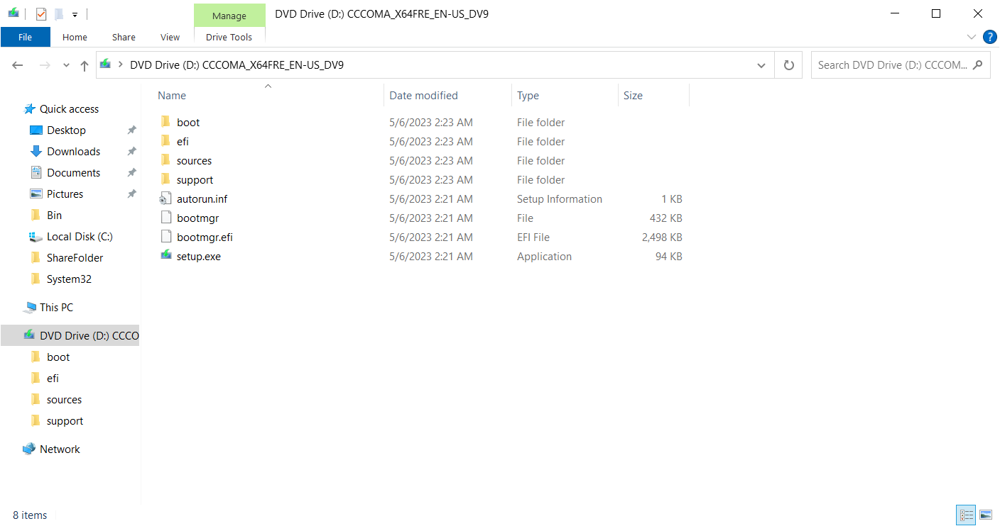 Manage
DVD Drive (D:) CCCOMA_X64FRE_EN-US_DV9
File
Home
Share
View
Drive Tools
?
DVD Drive (D:) CCCOMA_X64FRE_EN-US_DV9
Search DVD Drive (D:) CCCOM...
Name
Date modified
Type
Size
Quick access
Desktop
Downloads
Documents
Pictures
Bin
Local Disk (C:)
ShareFolder
System32
This PC
DVD Drive (D:) CCCO
boot
efi
sources
support
Network
boot 5/6/2023 2:23 AM File folder
efi 5/6/2023 2:23 AM File folder
sources 5/6/2023 2:23 AM File folder
support 5/6/2023 2:23 AM File folder
autorun.inf 5/6/2023 2:21 AM Setup Information 1 KB
bootmgr 5/6/2023 2:21 AM File 432 KB
bootmgr.efi 5/6/2023 2:21 AM EFI File 2,498 KB
setup.exe 5/6/2023 2:21 AM Application 94 KB
8 items